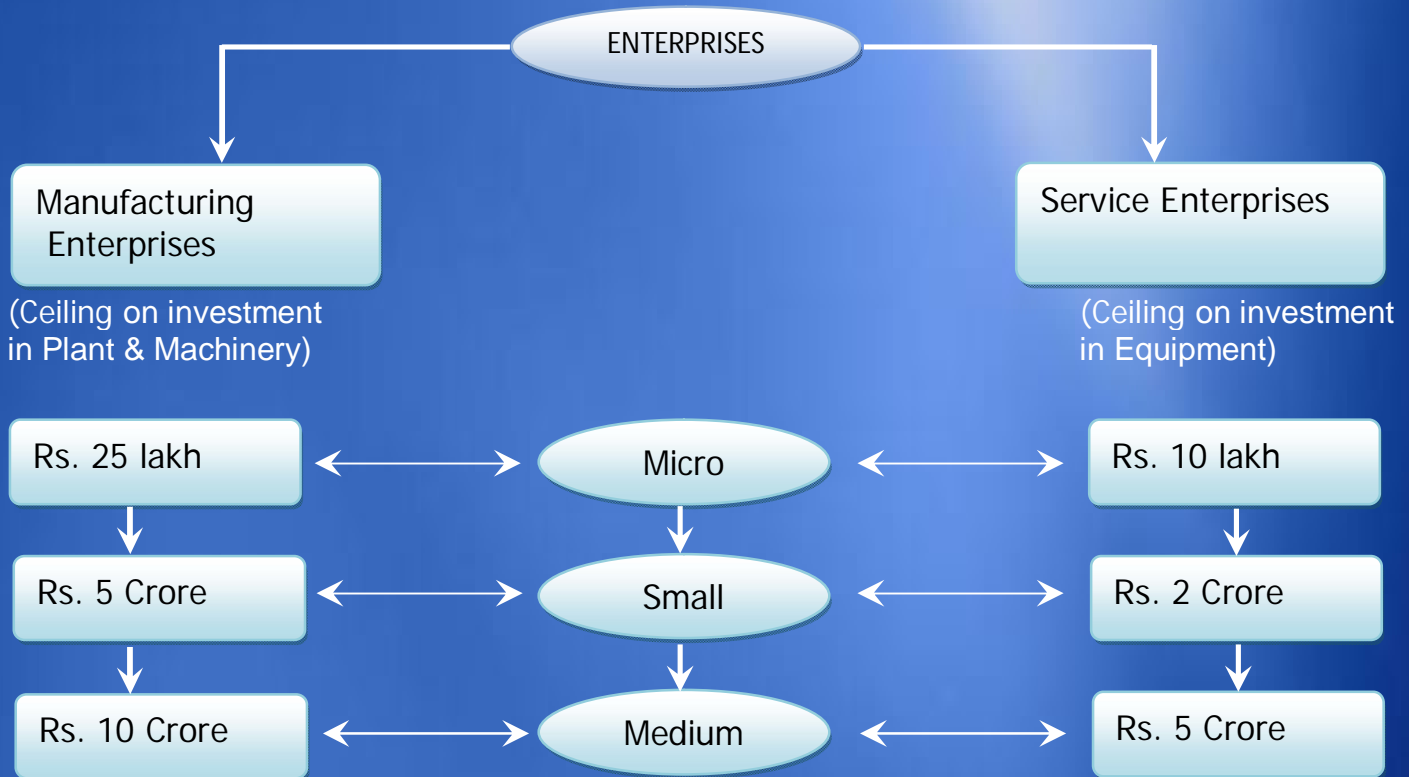 ENTERPRISES
Manufacturing
Enterprises
Service Enterprises
(Ceiling on investment
in Plant & Machinery)
(Ceiling on investment
in Equipment)
Rs. 25 lakh
Micro
Rs. 10 lakh
Rs. 5 Crore
Small
Rs. 2 Crore
Rs. 10 Crore
Medium
Rs. 5 Crore